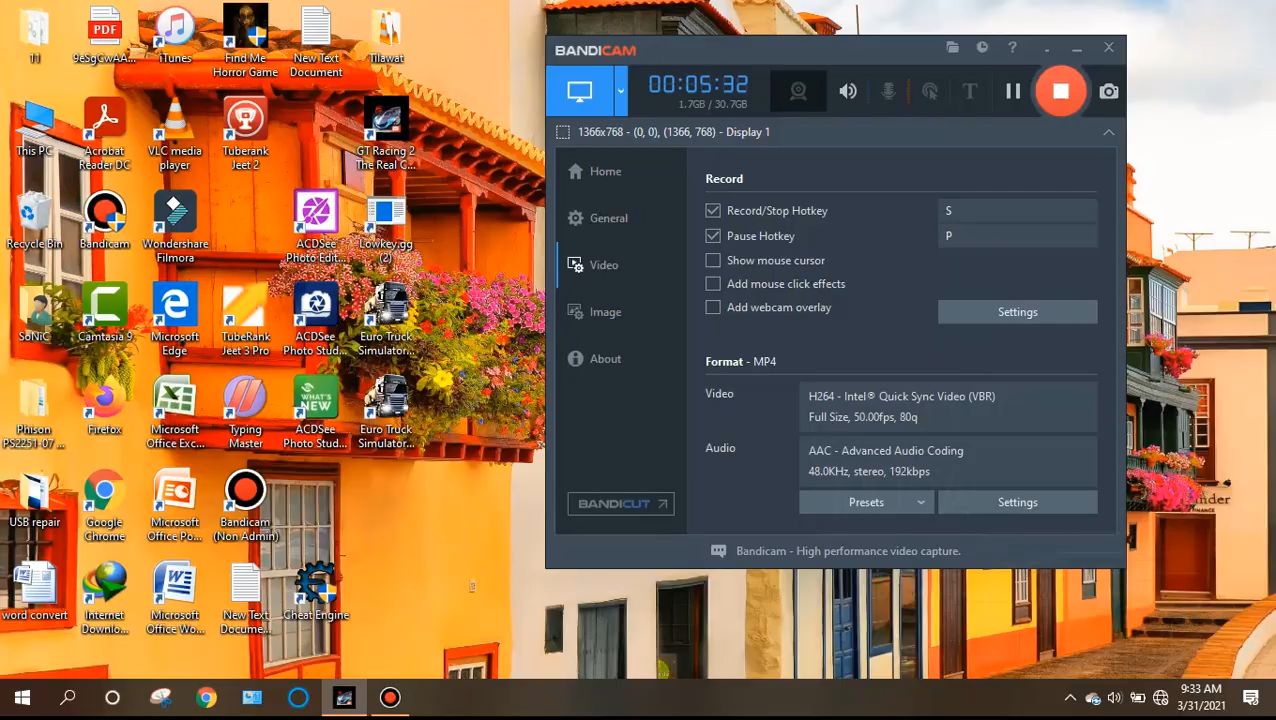 11
PDF
9eSgCwAA...
iTunes
Find Me
Horror Game
New Text
Document
Tilawat
This PC
Acrobat
Reader DC
VLC media
player
Tuberank
Jeet 2
GT Racing 2
The Real C...
Recycle Bin
Bandicam
Wondershare
Filmora
ACDSee
Photo Edit...
Lowkey.gg
(2)
SoNiC
Camtasia 9
Microsoft
Edge
TubeRank
Jeet 3 Pro
ACDSee
Photo Stud...
Euro Truck
Simulator...
Phison
PS2251-07 ...
Firefox
Microsoft
Office Exc...
Typing
Master
WHAT'S
NEW
ACDSee
Photo Stud...
Euro Truck
Simulator...
USB repair
Google
Chrome
Microsoft
Office Po...
Bandicam
(Non Admin)
word convert
Internet
Downlo...
Microsoft
Office Wo...
New Text
Docume...
Cheat Engine
BANDICAM
?
00:05:32
1.7GB / 30.7GB
T
1366x768 - (0, 0), (1366, 768) - Display 1
Home
General
Video
Image
About
BANDICUT
Record
Record/Stop Hotkey
S
Pause Hotkey
P
Show mouse cursor
Add mouse click effects
Add webcam overlay
Settings
Format - MP4
Video
H264 - Intel® Quick Sync Video (VBR)
Full Size, 50.00fps, 80q
Audio
AAC - Advanced Audio Coding
48.0KHz, stereo, 192kbps
Presets
Settings
Bandicam - High performance video capture.
9:33 AM
3/31/2021